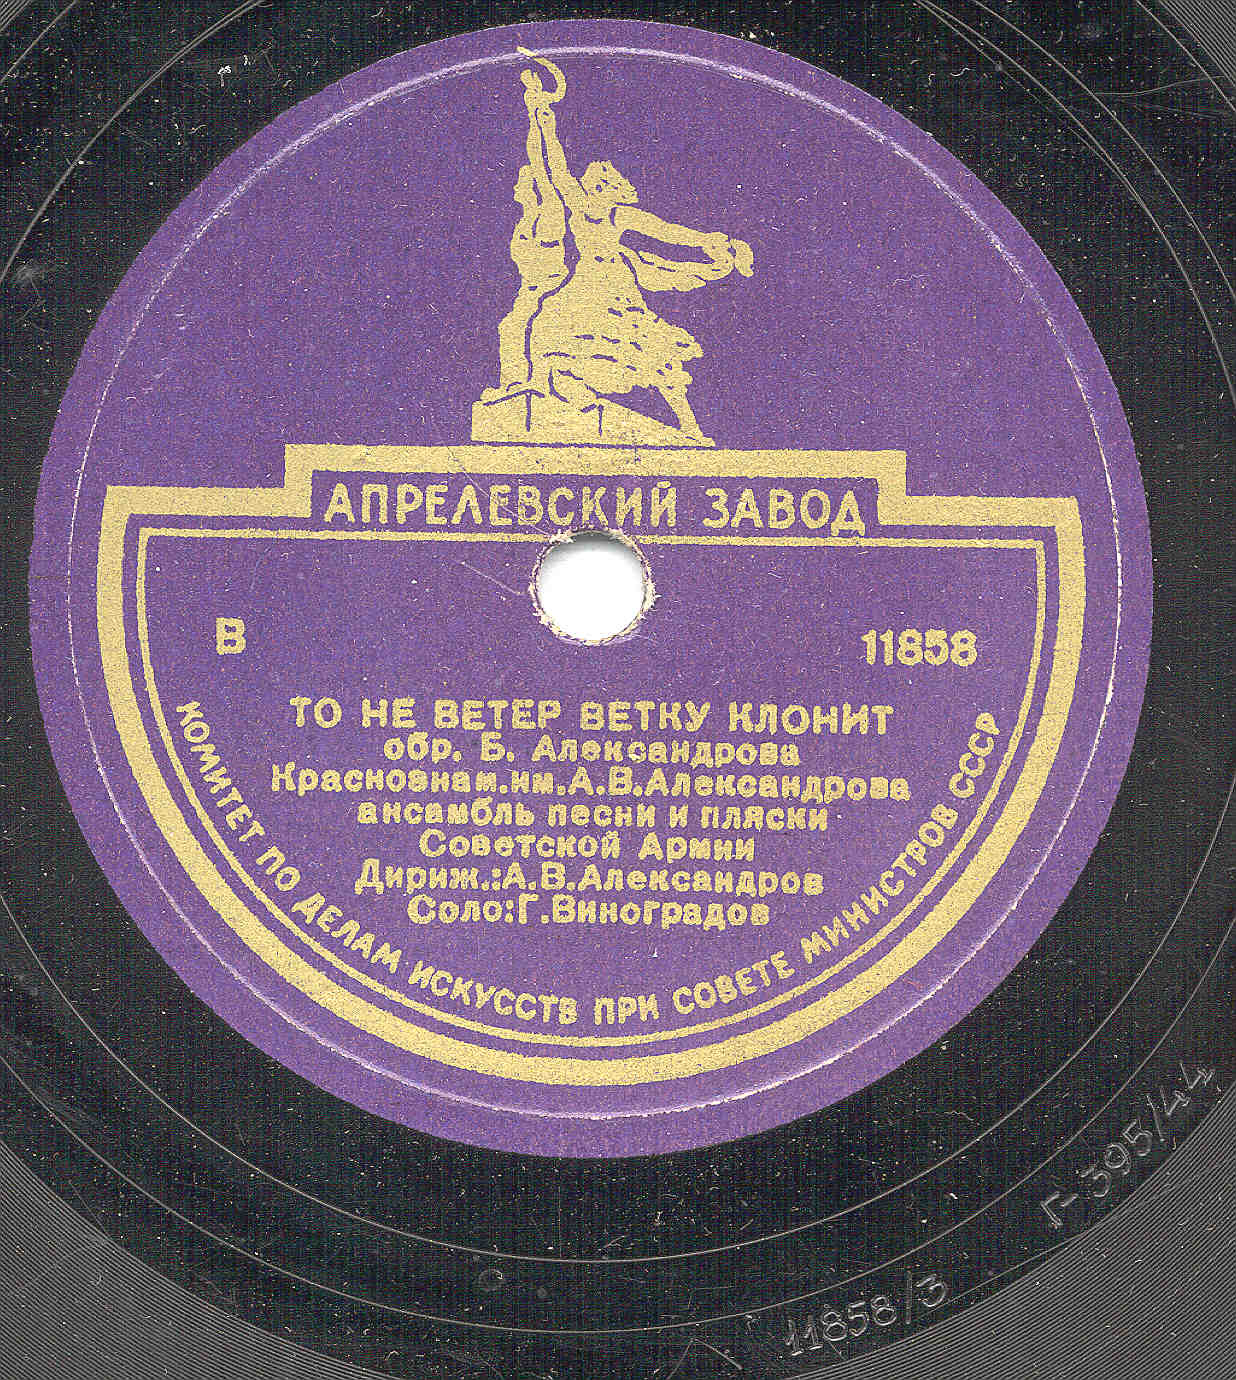 АПРЕЛЕВСКИЙ ЗАВОД
В
11858
ТО НЕ ВЕТЕР ВЕТКУ КЛОНИТ
обр. Б. Александрова
Краснознам.им.А.В.Александрова
ансамбль песни и пляски
Советской Армии
Дириж.:А.В.Александров
Соло:Г.Виноградов
КОМИТЕТ ПО ДЕЛАМ ИСКУССТВ ПРИ СОВЕТЕ МИНИСТРОВ СССР
Г-395/44
11858/3